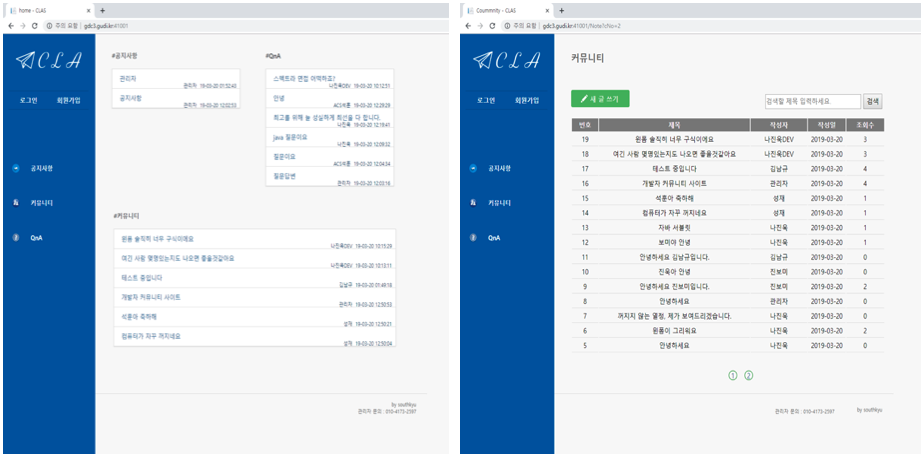 home - CLAS
주의 요함 | gdc3.gudi.kr:41001
CLA
로그인 회원가입
공지사항
커뮤니티
QnA
#공지사항
관리자
관리자 19-03-20 01:52:40
공지사항
관리자 19-03-20 12:02:53
#QnA
스펙트라 면접 어떡하죠?
나진욱DEV 19-03-20 10:12:31
안녕
19-03-20 12:29:29
최고를 위해 늘 성실하게 최선을 다 합니다.
나진욱 19-03-20 12:19:41
java 질문이요
나진욱 19-03-20 12:09:32
질문이요
19-03-20 12:04:34
질문답변
관리자 19-03-20 12:03:16
#커뮤니티
윈폼 솔직히 너무 구식이에요
나진욱DEV 19-03-20 10:15:29
여긴 사람 몇명있는지도 나오면 좋을것같아요
나진욱DEV 19-03-20 10:13:11
테스트 중입니다
김남규 19-03-20 01:46:18
개발자 커뮤니티 사이트
관리자 19-03-20 12:50:53
석훈아 축하해
성재 19-03-20 12:50:21
컴퓨터가 자꾸 꺼지네요
성재 19-03-20 12:50:04
by southkyu
관리자 문의 : 010-4173-2397
Coummnity - CLAS
주의 요함 | gdc3.gudi.kr:41001/Note?cNo=2
CLA
로그인 회원가입
공지사항
커뮤니티
QnA
커뮤니티
새 글 쓰기
검색할 제목 입력하세요 검색
번호 제목 작성자 작성일 조회수
19 윈폼 솔직히 너무 구식이에요 나진욱DEV 2019-03-20 3
18 여긴 사람 몇명있는지도 나오면 좋을것같아요 나진욱DEV 2019-03-20 3
17 테스트 중입니다 김남규 2019-03-20 4
16 개발자 커뮤니티 사이트 관리자 2019-03-20 4
15 석훈아 축하해 성재 2019-03-20 1
14 컴퓨터가 자꾸 꺼지네요 성재 2019-03-20 1
13 자바 서블릿 나진욱 2019-03-20 1
12 보미야 안녕 나진욱 2019-03-20 1
11 안녕하세요 김남규입니다. 김남규 2019-03-20 0
10 진욱아 안녕 진보미 2019-03-20 0
9 안녕하세요 진보미입니다. 진보미 2019-03-20 2
8 안녕하세요 관리자 2019-03-20 0
7 꺼지지 않는 열정, 제가 보여드리겠습니다. 나진욱 2019-03-20 0
6 윈폼이 그리워요 나진욱 2019-03-20 2
5 안녕하세요 나진욱 2019-03-20 0
① ②
관리자 문의 : 010-4173-2397 by southkyu